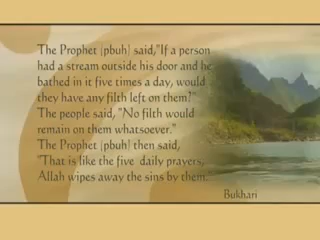 The Prophet [pbuh] said,"If a person
had a stream outside his door and he
bathed in it five times a day, would
they have any filth left on them?"
The people said, "No filth would
remain on them whatsoever."
The Prophet [pbuh] then said,
"That is like the five daily prayers,
Allah wipes away the sins by them."
Bukhari